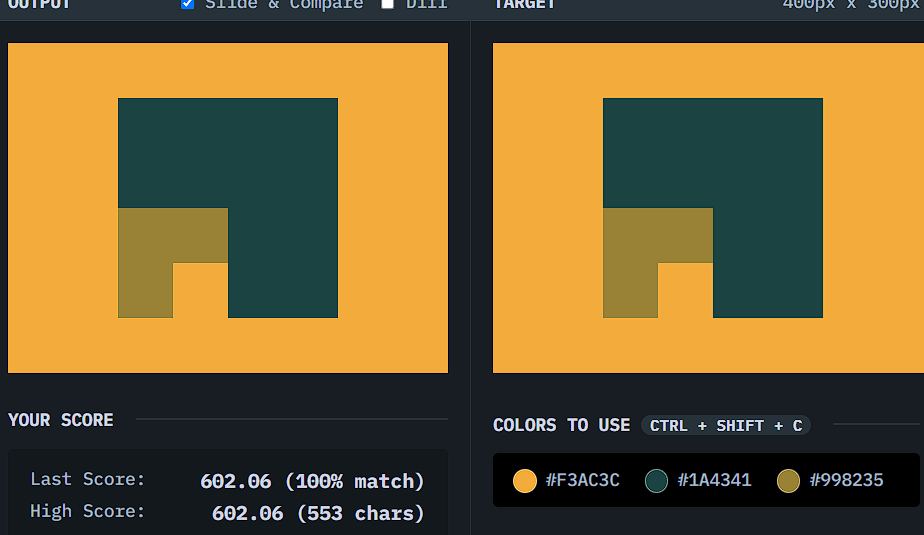 OUTPUT
Slide & Compare
Diff
TARGET
400px x 300px
YOUR SCORE
Last Score: 602.06 (100% match)
High Score: 602.06 (553 chars)
COLORS TO USE CTRL + SHIFT + C
#F3AC3C #1A4341 #998235